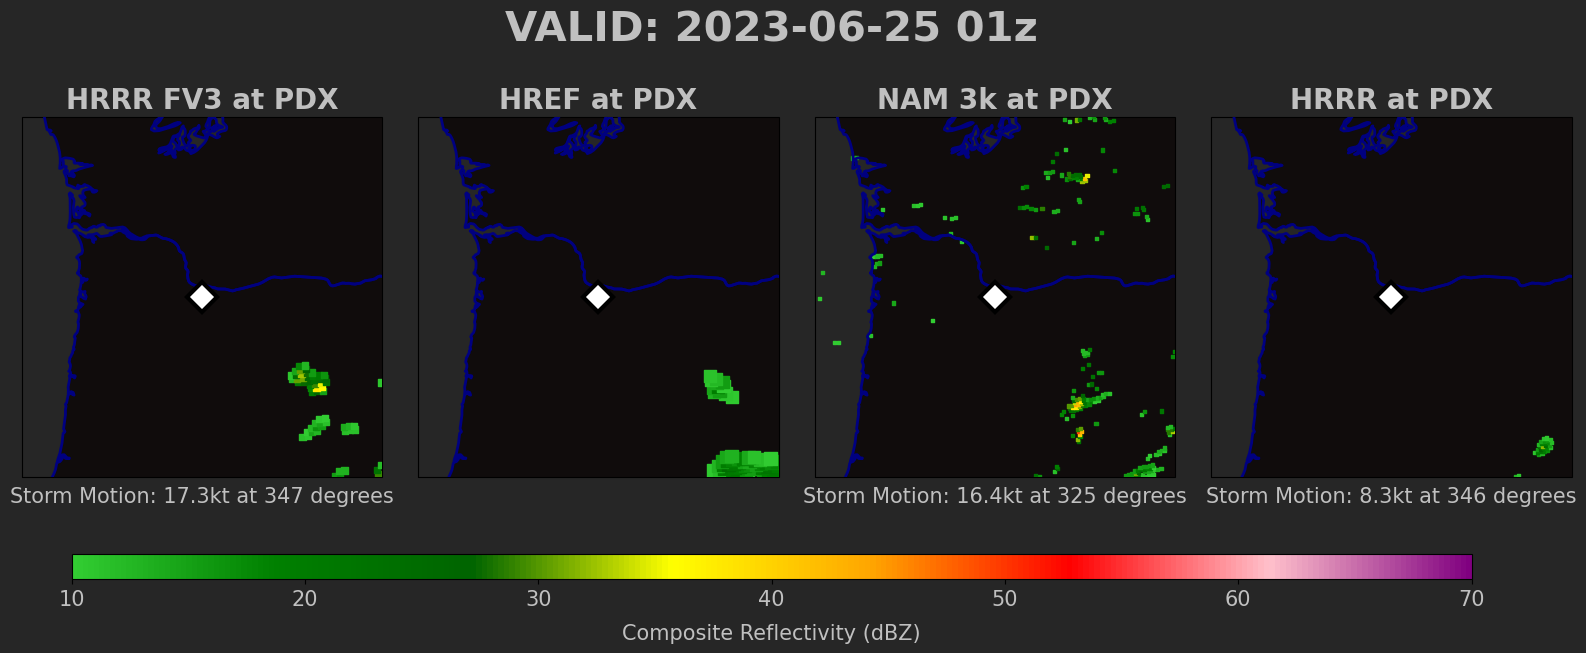 VALID: 2023-06-25 01z
HRRR FV3 at PDX
HREF at PDX
NAM 3k at PDX
HRRR at PDX
Storm Motion: 17.3kt at 347 degrees
Storm Motion: 16.4kt at 325 degrees
Storm Motion: 8.3kt at 346 degrees
10 20 30 40 50 60 70
Composite Reflectivity (dBZ)